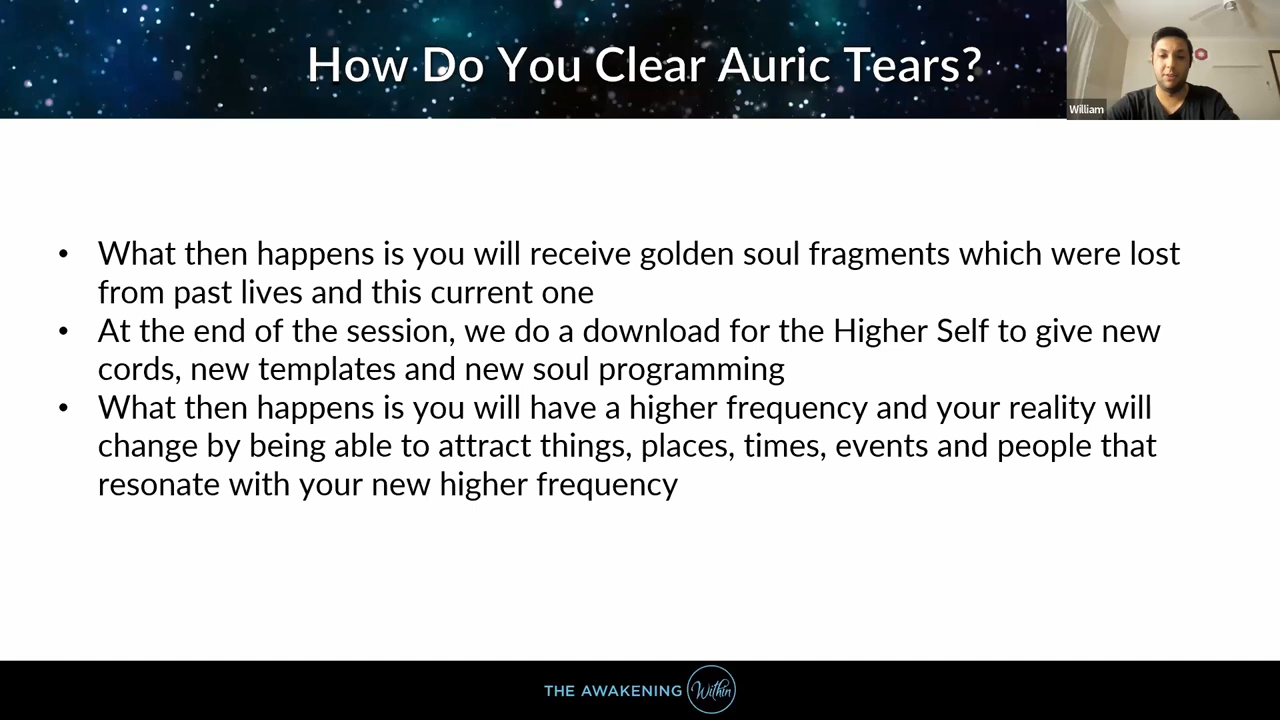 How Do You Clear Auric Tears?
William
• What then happens is you will receive golden soul fragments which were lost
from past lives and this current one
• At the end of the session, we do a download for the Higher Self to give new
cords, new templates and new soul programming
• What then happens is you will have a higher frequency and your reality will
change by being able to attract things, places, times, events and people that
resonate with your new higher frequency
THE AWAKENING Within